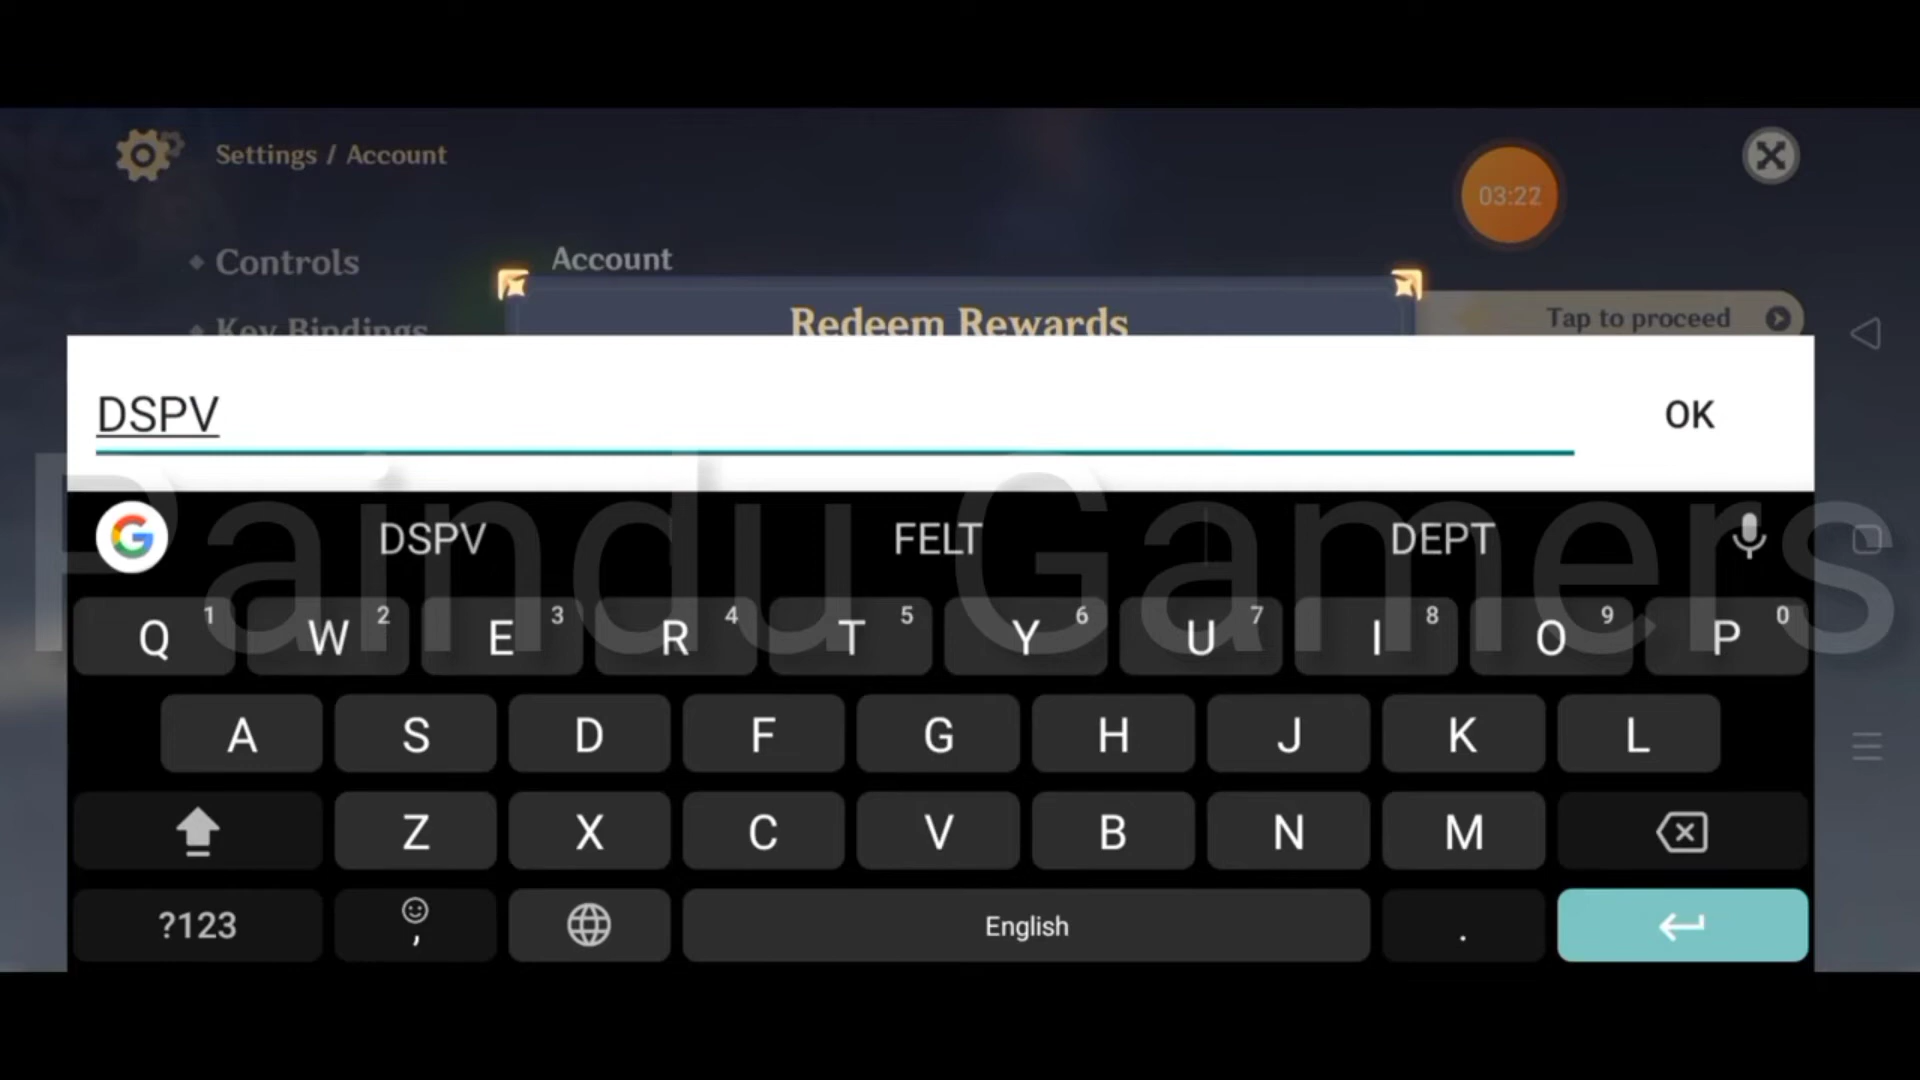 Settings / Account
03:22
Controls
Account
Key Bindings
Redeem Rewards
Tap to proceed
DSPV
OK
Paindu Gamers
DSPV FELT DEPT
Q 1 W 2 E 3 R 4 T 5 Y 6 U 7 I 8 O 9 P 0
A S D F G H J K L
Z X C V B N M
?123 , English .